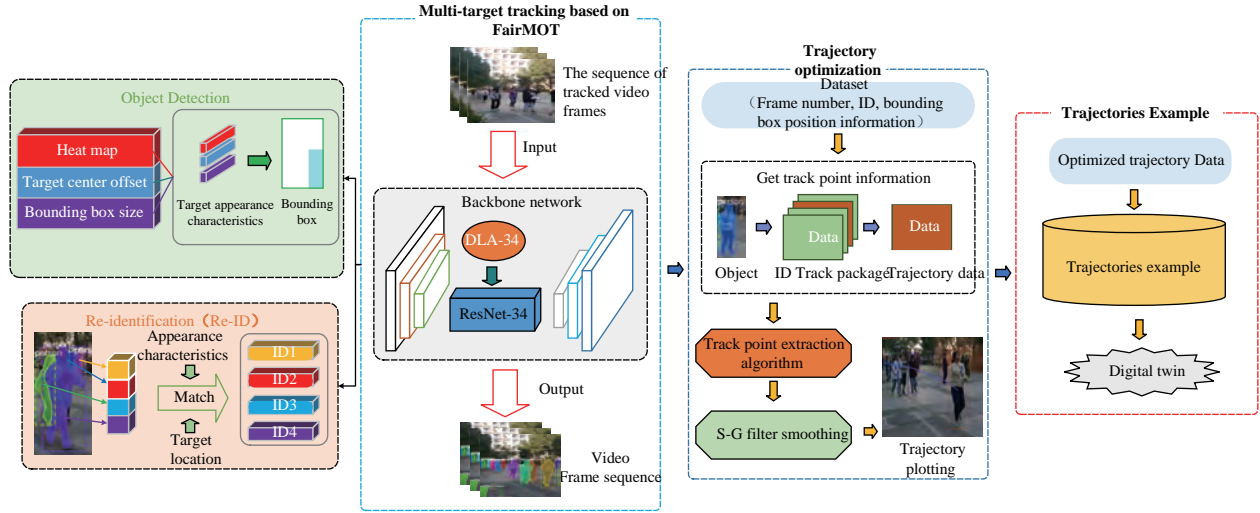 Object Detection
Heat map
Target center offset
Bounding box size
Target appearance
characteristics
Bounding
box
Re-identification（Re-ID）
Appearance
characteristics
Match
Target
location
ID1
ID2
ID3
ID4
Multi-target tracking based on
FairMOT
The sequence of
tracked video
frames
Input
Backbone network
DLA-34
ResNet-34
Output
Video
Frame sequence
Trajectory
optimization
Dataset
（Frame number, ID, bounding
box position information）
Get track point information
Data
Data
Object
ID Track package
Trajectory data
Track point extraction
algorithm
S-G filter smoothing
Trajectory
plotting
Trajectories Example
Optimized trajectory Data
Trajectories example
Digital twin